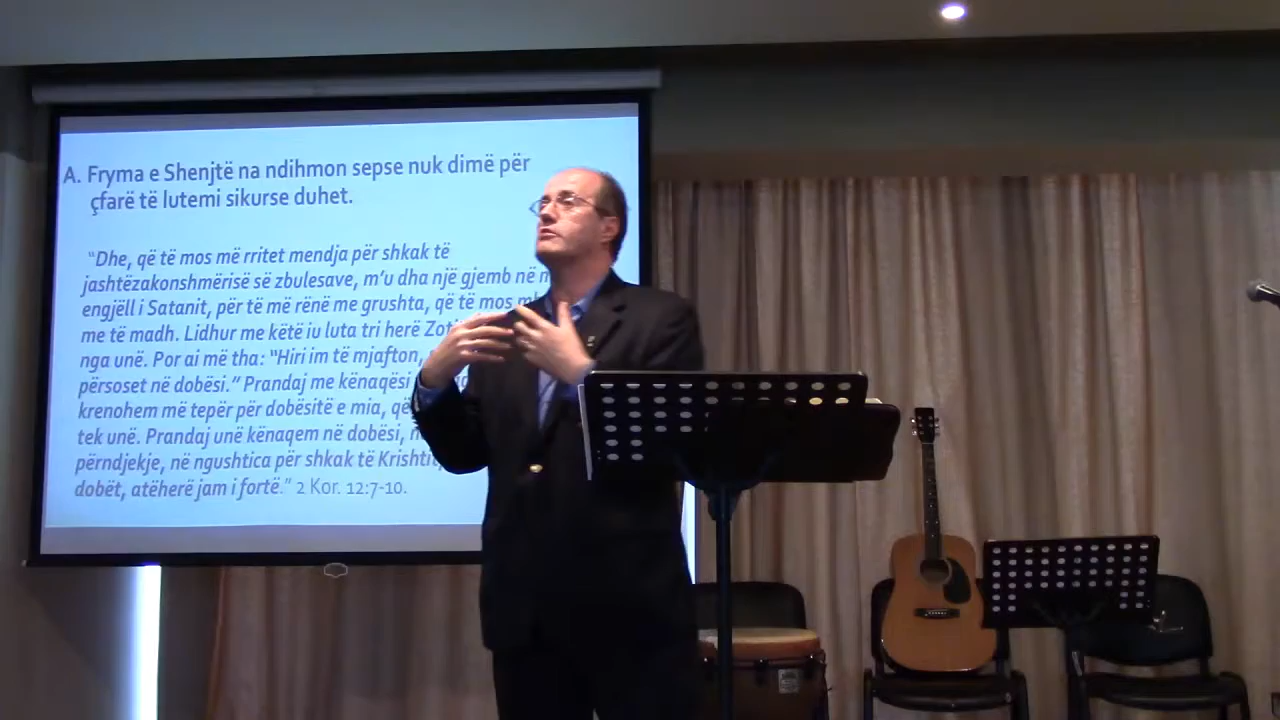 A. Fryma e Shenjtë na ndihmon sepse nuk dimë për
çfarë të lutemi sikurse duhet.
“Dhe, që të mos më rritet mendja për shkak të
jashtëzakonshmërisë së zbulesave, m’u dha një gjemb në
engjëll i Satanit, për të më rënë me grushta, që të mos
me të madh. Lidhur me këtë iu luta tri herë
nga unë. Por ai më tha: “Hiri im të mjafton,
përsoset në dobësi.” Prandaj me kënaqësi
krenohem më tepër për dobësitë e mia, që
tek unë. Prandaj unë kënaqem në dobësi,
përndjekje, në ngushtica për shkak të
dobët, atëherë jam i fortë.” 2 Kor. 12:7-10.